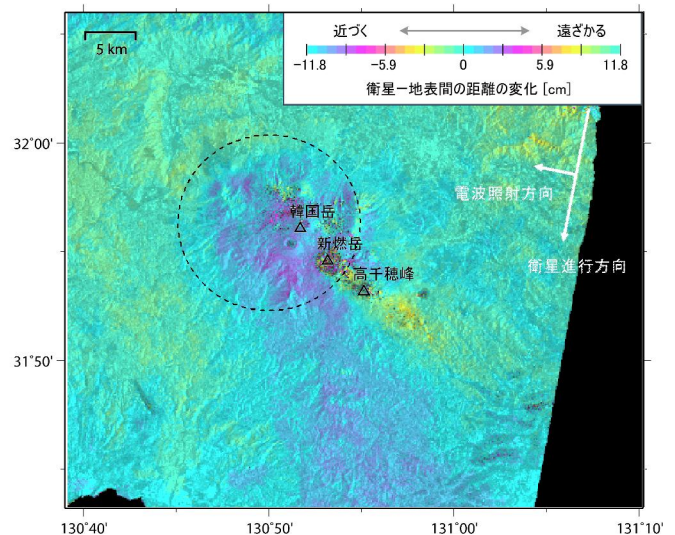 近づく 遠ざかる
-11.8 -5.9 0 5.9 11.8
衛星ー地表間の距離の変化 [cm]
5 km
32°00'
電波照射方向
韓国岳
新燃岳
衛星進行方向
高千穂峰
31°50'
130°40' 130°50' 131°00' 131°10'